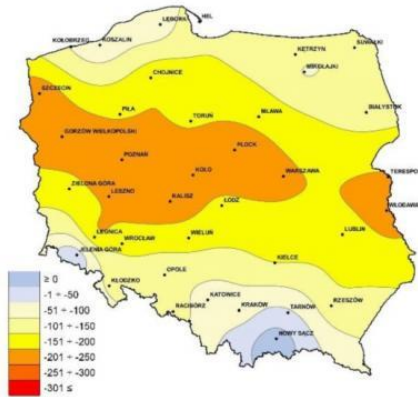 HEL
LĘBORK
KOSZALIN
KOŁOBRZEG
SUWAŁKI
KĘTRZYN
MIKOŁAJKI
CHOJNICE
SZCZECIN
BIAŁYSTOK
PIŁA
TORUŃ
MŁAWA
GORZÓW WIELKOPOLSKI
PŁOCK
POZNAŃ
KOŁO
WARSZAWA
TERESPOL
ZIELONA GÓRA
LESZNO
KALISZ
ŁÓDŹ
WŁODAWA
LEGNICA
WROCŁAW
WIELUŃ
LUBLIN
JELENIA GÓRA
KIELCE
OPOLE
KŁODZKO
KATOWICE
RACIBÓRZ
KRAKÓW
TARNÓW
RZESZÓW
NOWY SĄCZ
≥ 0
-1 ÷ -50
-51 ÷ -100
-101 ÷ -150
-151 ÷ -200
-201 ÷ -250
-251 ÷ -300
-301 ≤